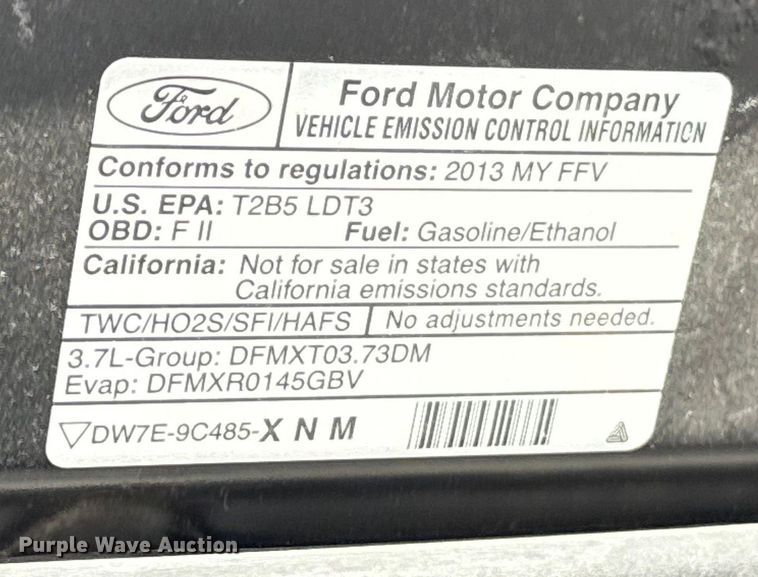 Ford
Ford Motor Company
VEHICLE EMISSION CONTROL INFORMATION
Conforms to regulations: 2013 MY FFV
U.S. EPA: T2B5 LDT3
OBD: F II Fuel: Gasoline/Ethanol
California: Not for sale in states with
California emissions standards.
TWC/HO2S/SFI/HAFS No adjustments needed.
3.7L-Group: DFMXT03.73DM
Evap: DFMXR0145GBV
▽DW7E-9C485-X N M
Purple Wave Auction